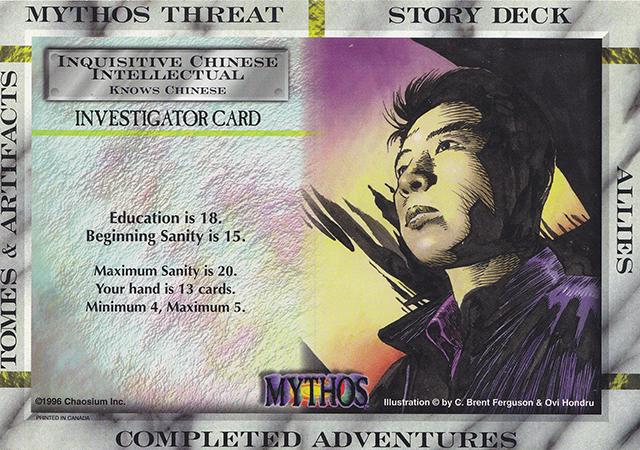 MYTHOS THREAT
STORY DECK
INQUISITIVE CHINESE
INTELLECTUAL
KNOWS CHINESE
INVESTIGATOR CARD
TOMES & ARTIFACTS
ALLIES
Education is 18.
Beginning Sanity is 15.
Maximum Sanity is 20.
Your hand is 13 cards.
Minimum 4, Maximum 5.
MYTHOS
©1996 Chaosium Inc.
Illustration © by C. Brent Ferguson & Ovi Hondru
PRINTED IN CANADA
COMPLETED ADVENTURES